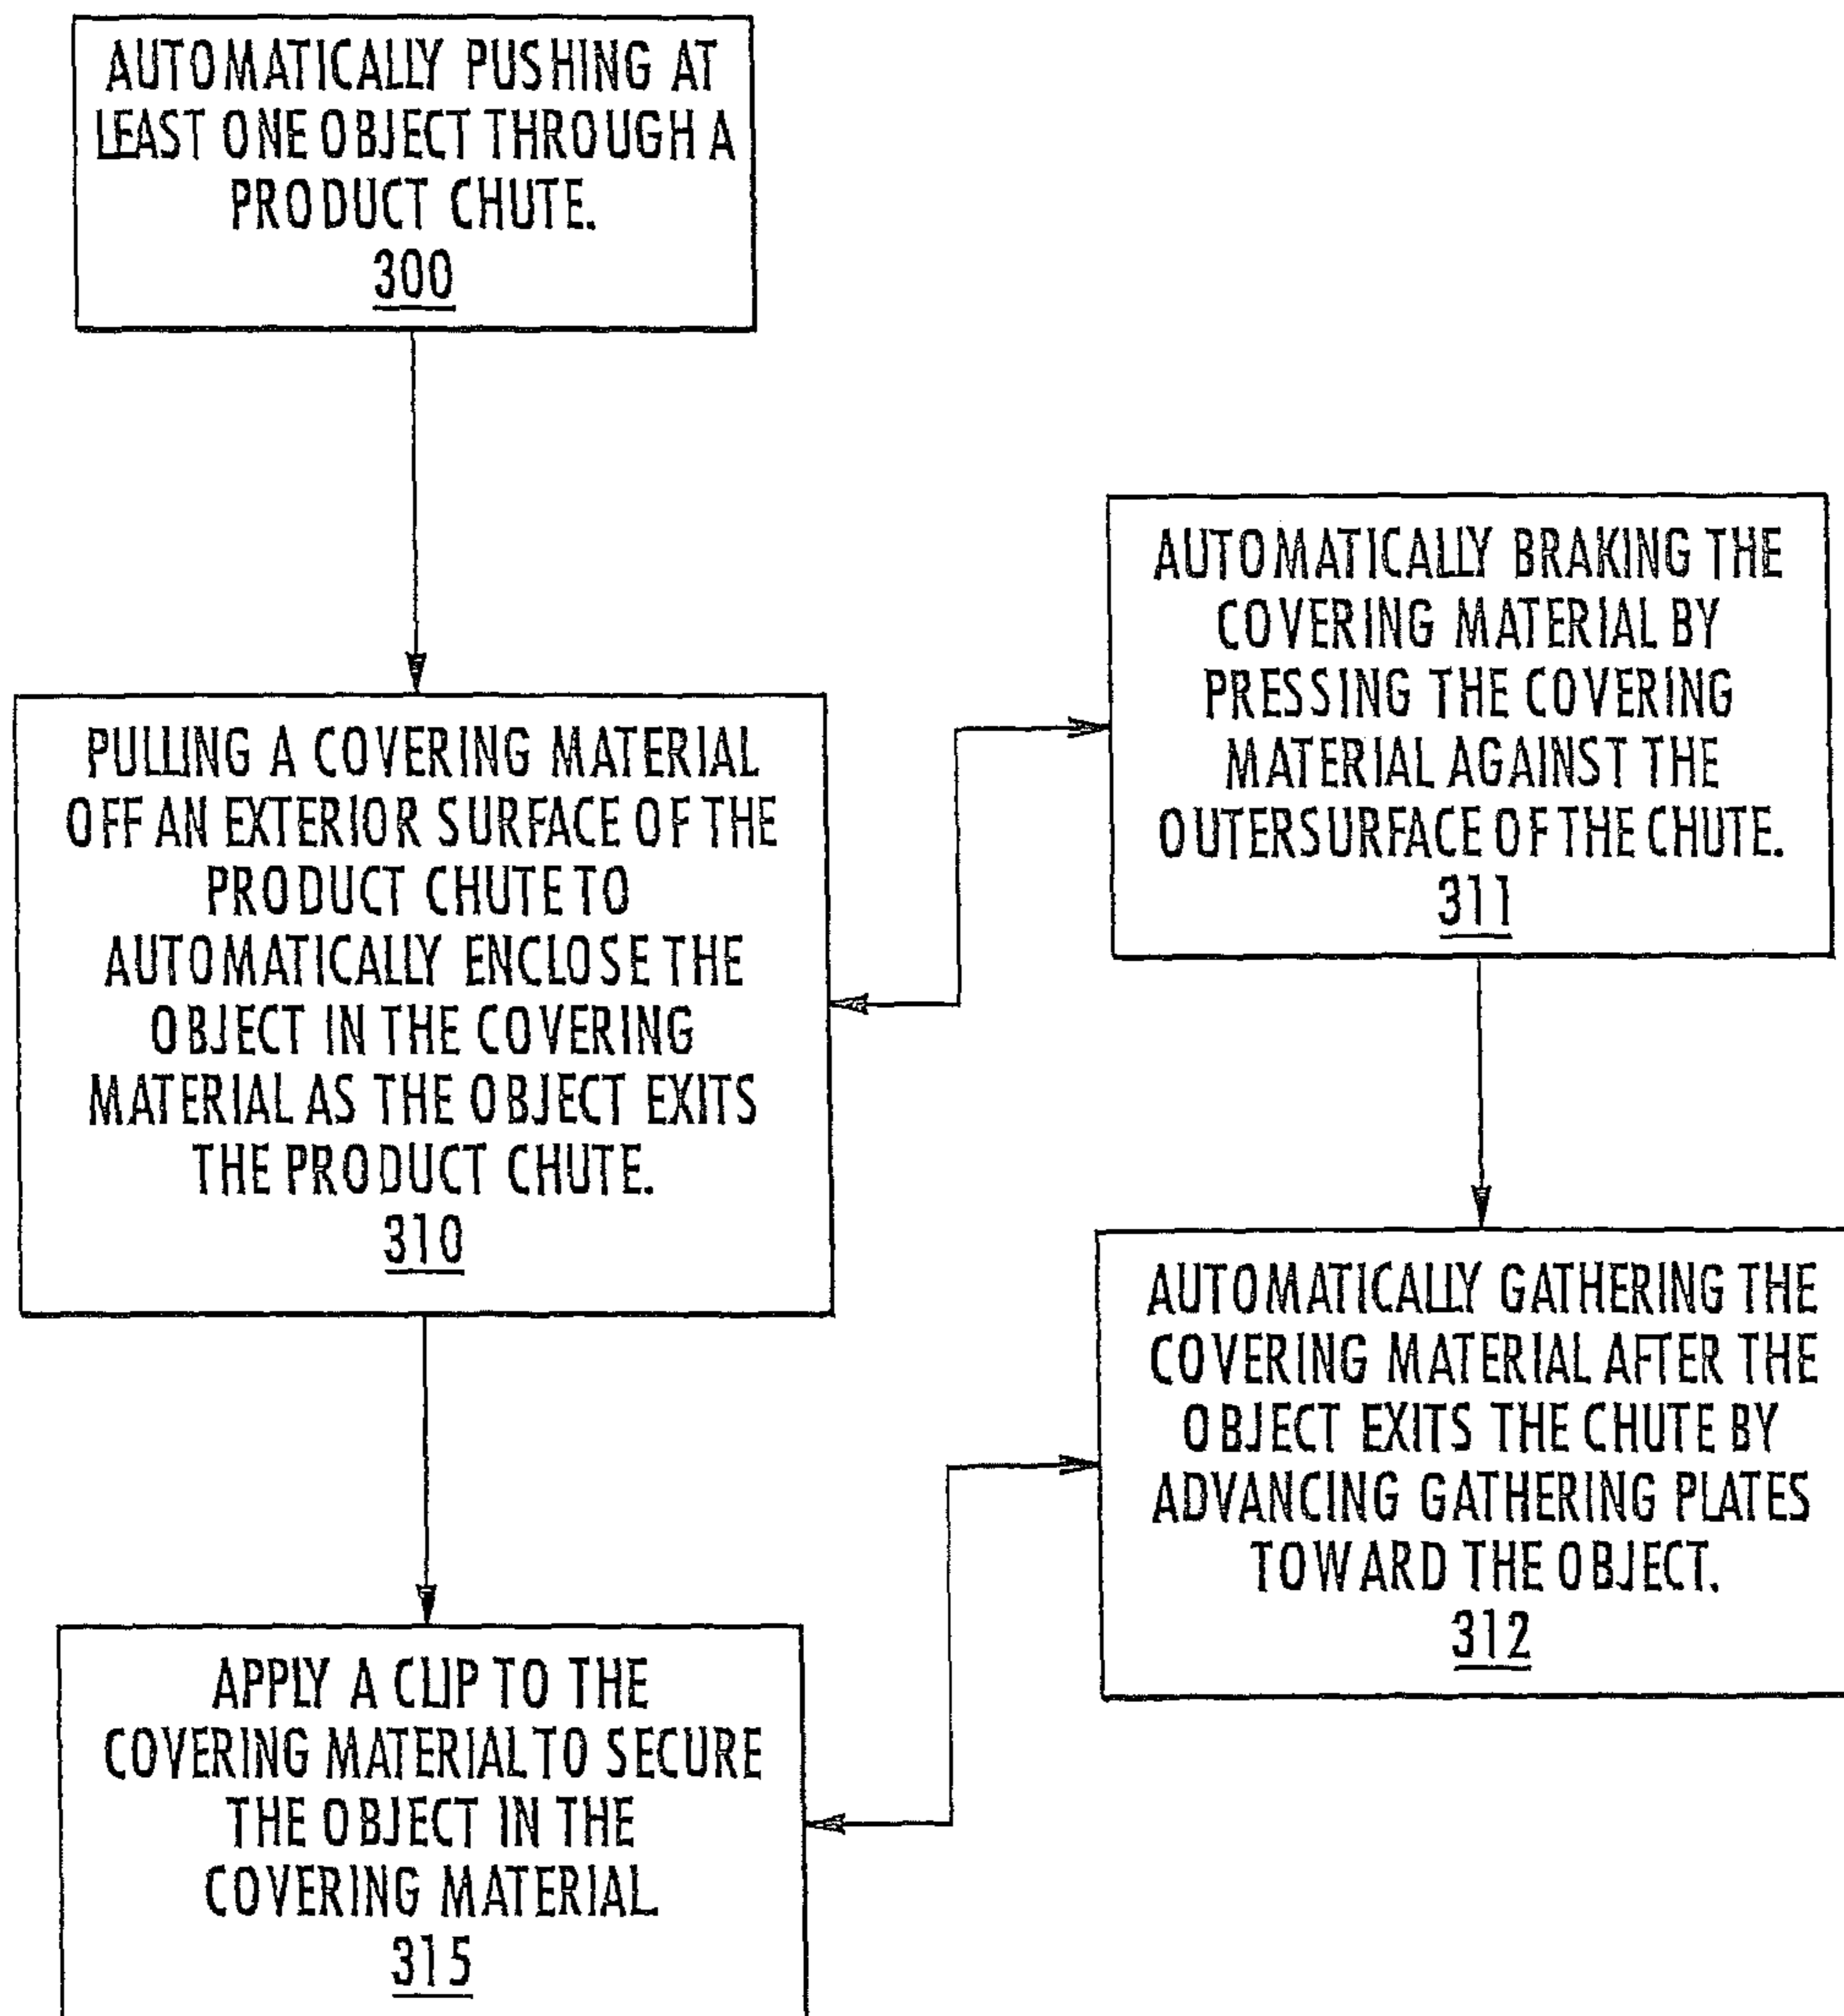 AUTOMATICALLY PUSHING AT
LEAST ONE OBJECT THROUGH A
PRODUCT CHUTE.
300
PULLING A COVERING MATERIAL
OFF AN EXTERIOR SURFACE OF THE
PRODUCT CHUTE TO
AUTOMATICALLY ENCLOSE THE
OBJECT IN THE COVERING
MATERIAL AS THE OBJECT EXITS
THE PRODUCT CHUTE.
310
AUTOMATICALLY BRAKING THE
COVERING MATERIAL BY
PRESSING THE COVERING
MATERIAL AGAINST THE
OUTERSURFACE OF THE CHUTE.
311
AUTOMATICALLY GATHERING THE
COVERING MATERIAL AFTER THE
OBJECT EXITS THE CHUTE BY
ADVANCING GATHERING PLATES
TOWARD THE OBJECT.
312
APPLY A CLIP TO THE
COVERING MATERIAL TO SECURE
THE OBJECT IN THE
COVERING MATERIAL.
315